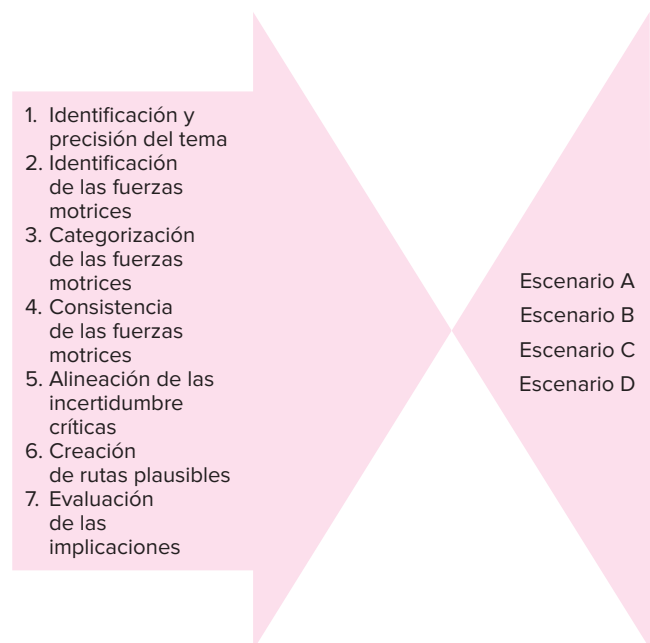 1. Identificación y
precisión del tema
2. Identificación
de las fuerzas
motrices
3. Categorización
de las fuerzas
motrices
4. Consistencia
de las fuerzas
motrices
5. Alineación de las
incertidumbre
críticas
6. Creación
de rutas plausibles
7. Evaluación
de las
implicaciones
Escenario A
Escenario B
Escenario C
Escenario D